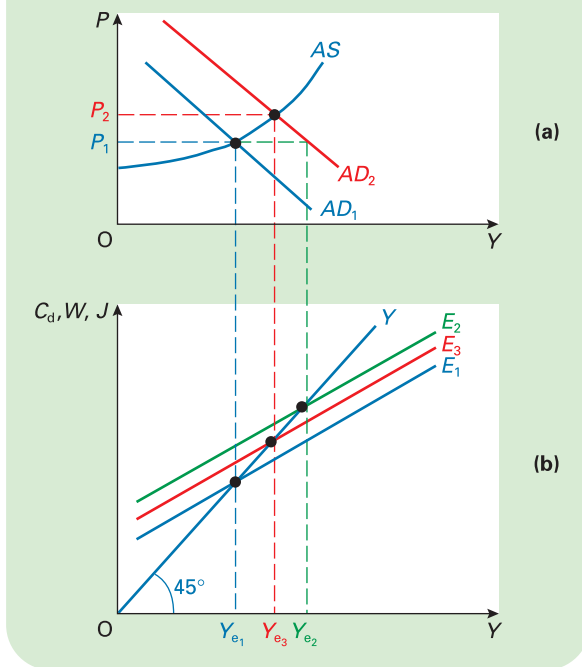 P
AS
P2
P1
(a)
AD2
AD1
O
Y
Cd, W, J
Y
E2
E3
E1
(b)
45°
O
Ye1
Ye3
Ye2
Y